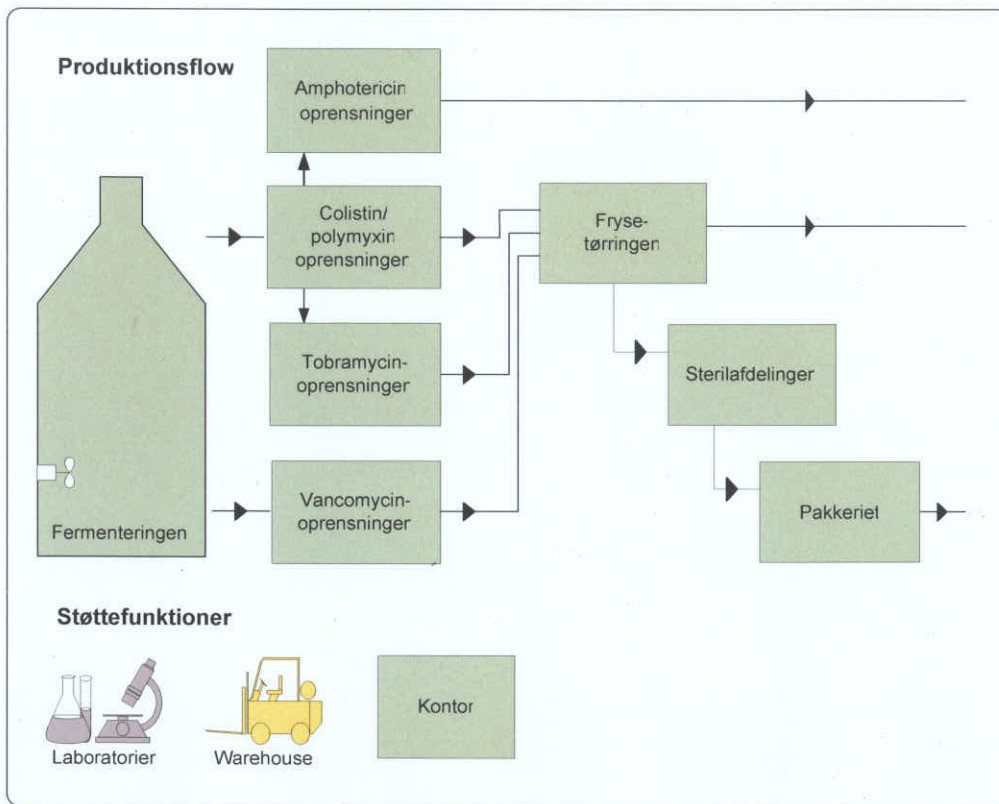 Produktionsflow
Amphotericin
oprensninger
Colistin/
polymyxin
oprensninger
Fryse-
tørringen
Tobramycin-
oprensninger
Sterilafdelinger
Vancomycin-
oprensninger
Pakkeriet
Fermenteringen
Støttefunktioner
Kontor
Laboratorier
Warehouse